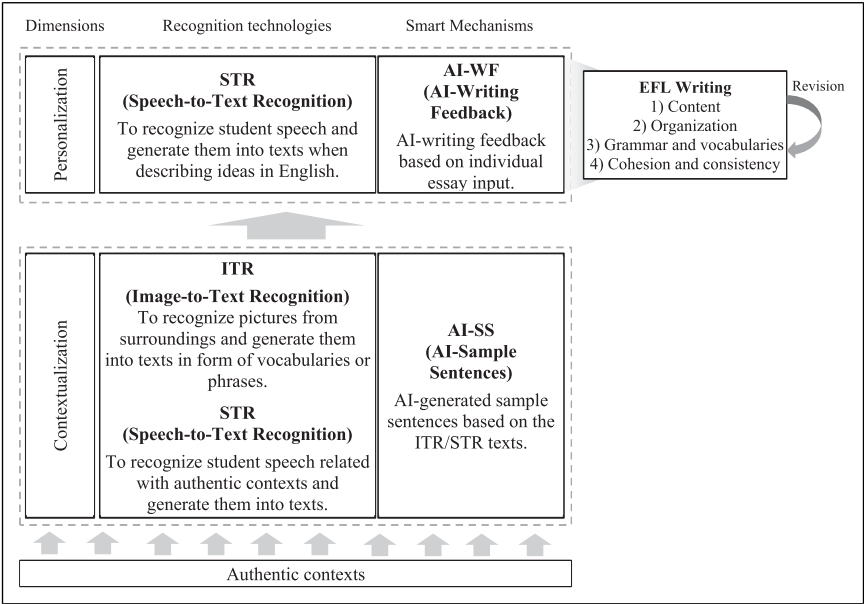 Dimensions
Recognition technologies
Smart Mechanisms
Personalization
STR
(Speech-to-Text Recognition)
To recognize student speech and
generate them into texts when
describing ideas in English.
AI-WF
(AI-Writing
Feedback)
AI-writing feedback
based on individual
essay input.
EFL Writing
1) Content
2) Organization
3) Grammar and vocabularies
4) Cohesion and consistency
Revision
Contextualization
ITR
(Image-to-Text Recognition)
To recognize pictures from
surroundings and generate them
into texts in form of vocabularies or
phrases.
STR
(Speech-to-Text Recognition)
To recognize student speech related
with authentic contexts and
generate them into texts.
AI-SS
(AI-Sample
Sentences)
AI-generated sample
sentences based on the
ITR/STR texts.
Authentic contexts